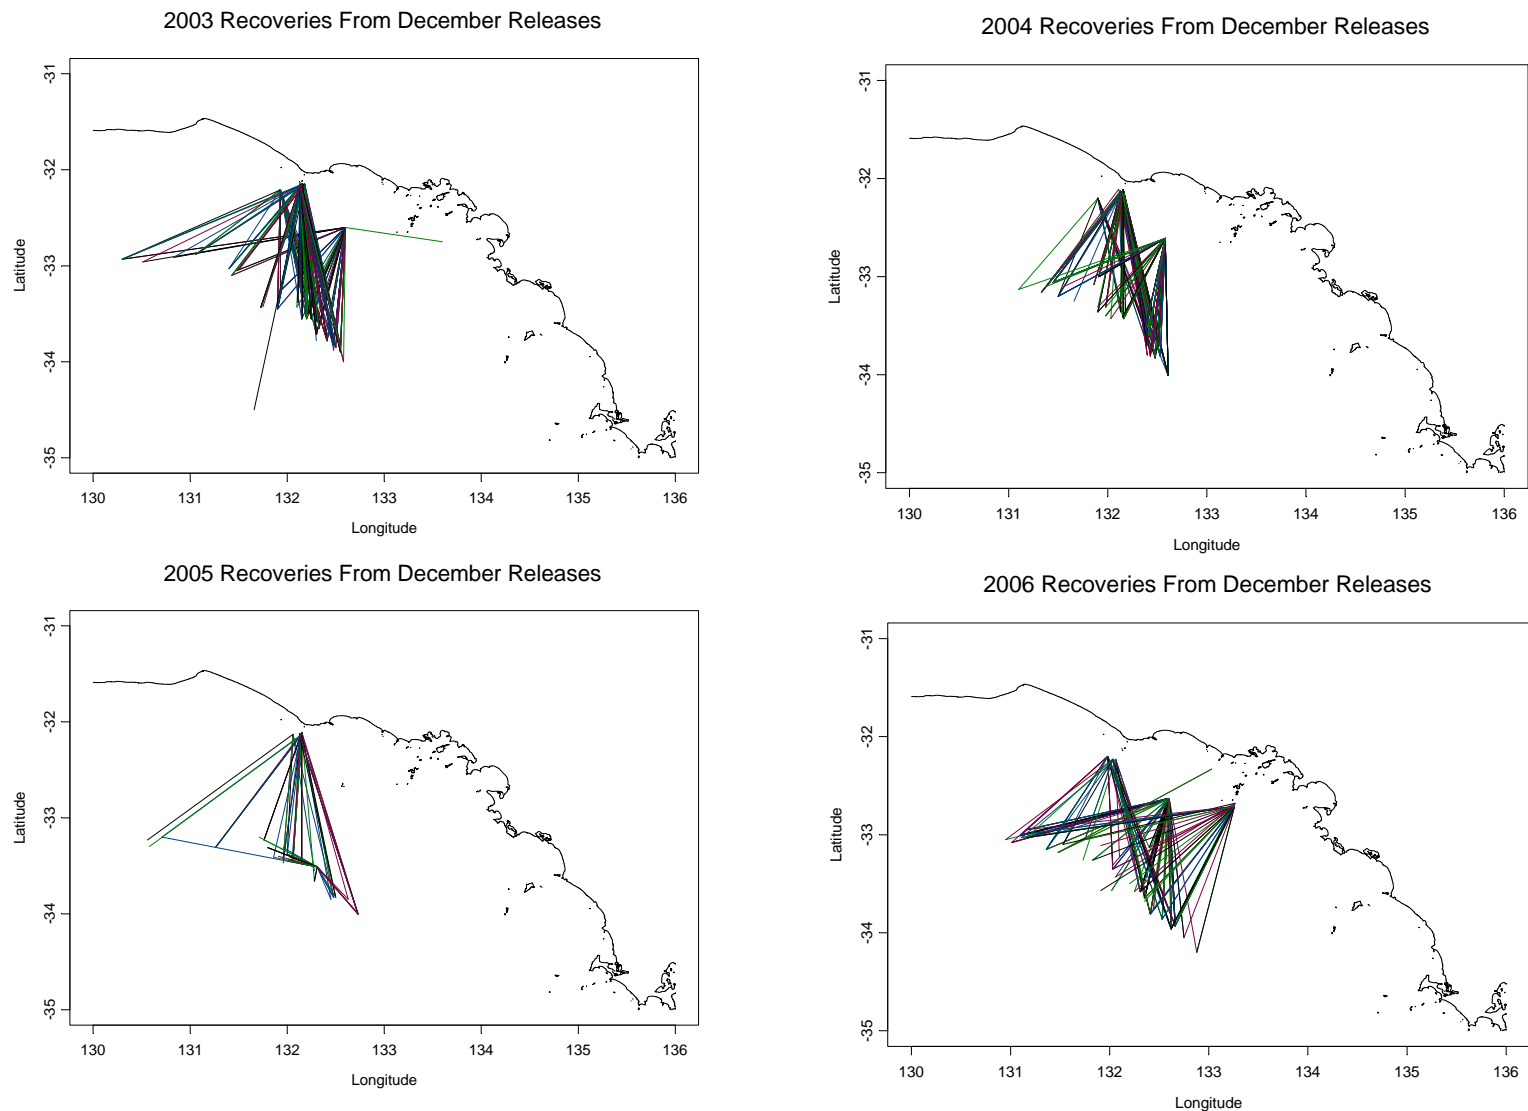 2003 Recoveries From December Releases
-31
-32
-33
-34
-35
Latitude
130 131 132 133 134 135 136
Longitude
2004 Recoveries From December Releases
-31
-32
-33
-34
-35
Latitude
130 131 132 133 134 135 136
Longitude
2005 Recoveries From December Releases
-31
-32
-33
-34
-35
Latitude
130 131 132 133 134 135 136
Longitude
2006 Recoveries From December Releases
-31
-32
-33
-34
-35
Latitude
130 131 132 133 134 135 136
Longitude